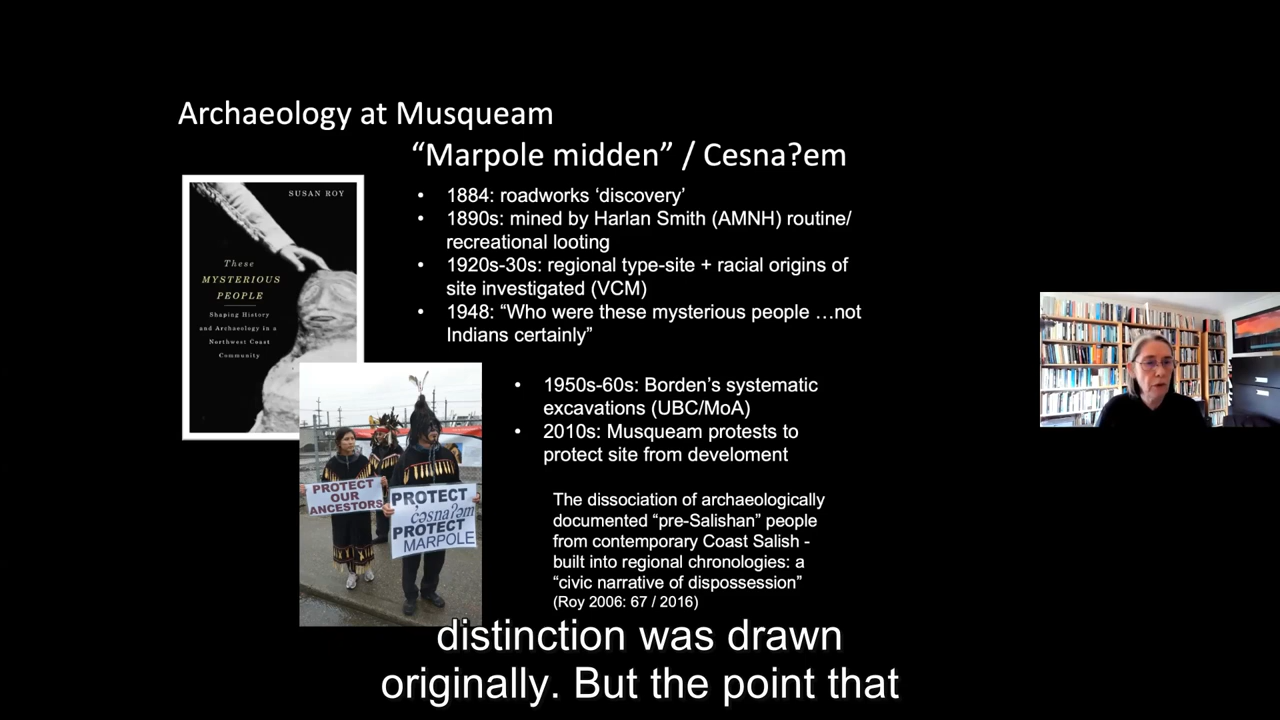 Archaeology at Musqueam
“Marpole midden” / Cesna?em
SUSAN ROY
These
MYSTERIOUS
PEOPLE
Shaping History
and Archaeology in a
Northwest Coast
Community
• 1884: roadworks ‘discovery’
• 1890s: mined by Harlan Smith (AMNH) routine/
recreational looting
• 1920s-30s: regional type-site + racial origins of
site investigated (VCM)
• 1948: “Who were these mysterious people …not
Indians certainly”
• 1950s-60s: Borden’s systematic
excavations (UBC/MoA)
• 2010s: Musqueam protests to
protect site from develoment
PROTECT
OUR
ANCESTORS
PROTECT
c̓əsnaʔəm
PROTECT
MARPOLE
The dissociation of archaeologically
documented “pre-Salishan” people
from contemporary Coast Salish -
built into regional chronologies: a
“civic narrative of dispossession”
(Roy 2006: 67 / 2016)
distinction was drawn
originally. But the point that